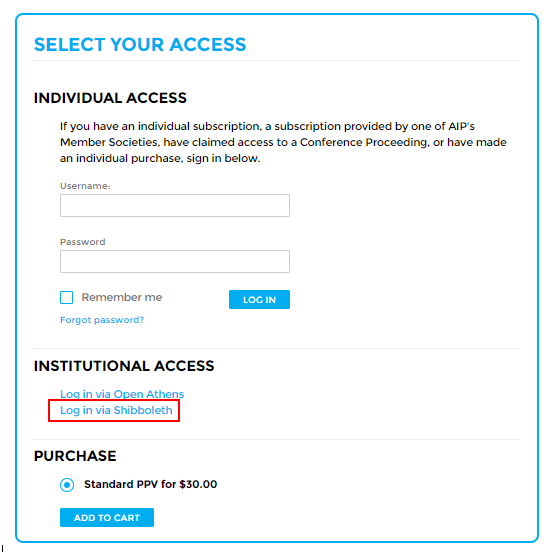 SELECT YOUR ACCESS
INDIVIDUAL ACCESS
If you have an individual subscription, a subscription provided by one of AIP's
Member Societies, have claimed access to a Conference Proceeding, or have made
an individual purchase, sign in below.
Username:
Password
Remember me
LOG IN
Forgot password?
INSTITUTIONAL ACCESS
Log in via Open Athens
Log in via Shibboleth
PURCHASE
Standard PPV for $30.00
ADD TO CART